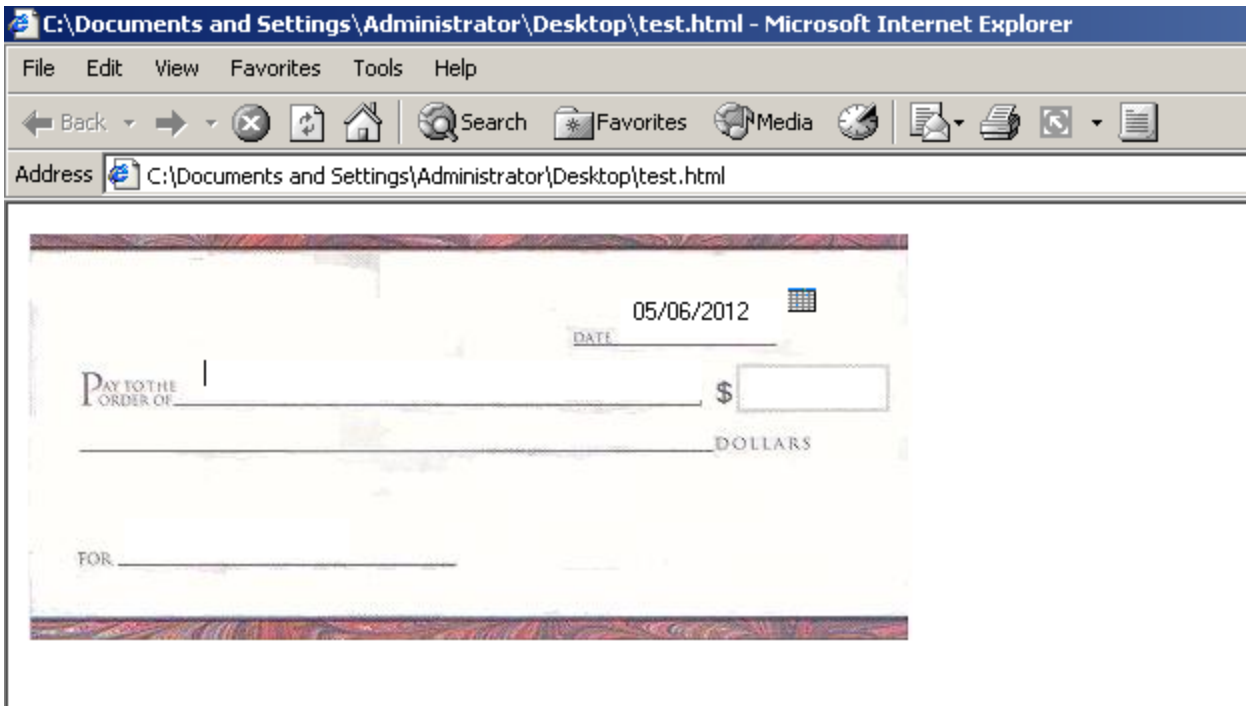 C:\Documents and Settings\Administrator\Desktop\test.html - Microsoft Internet Explorer
File Edit View Favorites Tools Help
Back Search Favorites Media
Address C:\Documents and Settings\Administrator\Desktop\test.html
05/06/2012
DATE
PAY TO THE
ORDER OF
$
DOLLARS
FOR